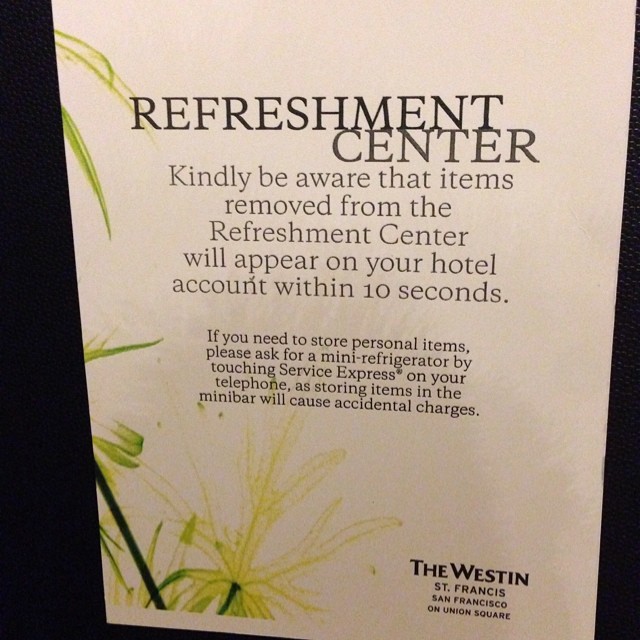 REFRESHMENT
CENTER
Kindly be aware that items
removed from the
Refreshment Center
will appear on your hotel
account within 10 seconds.
If you need to store personal items,
please ask for a mini-refrigerator by
touching Service Express® on your
telephone, as storing items in the
minibar will cause accidental charges.
THE WESTIN
ST. FRANCIS
SAN FRANCISCO
ON UNION SQUARE